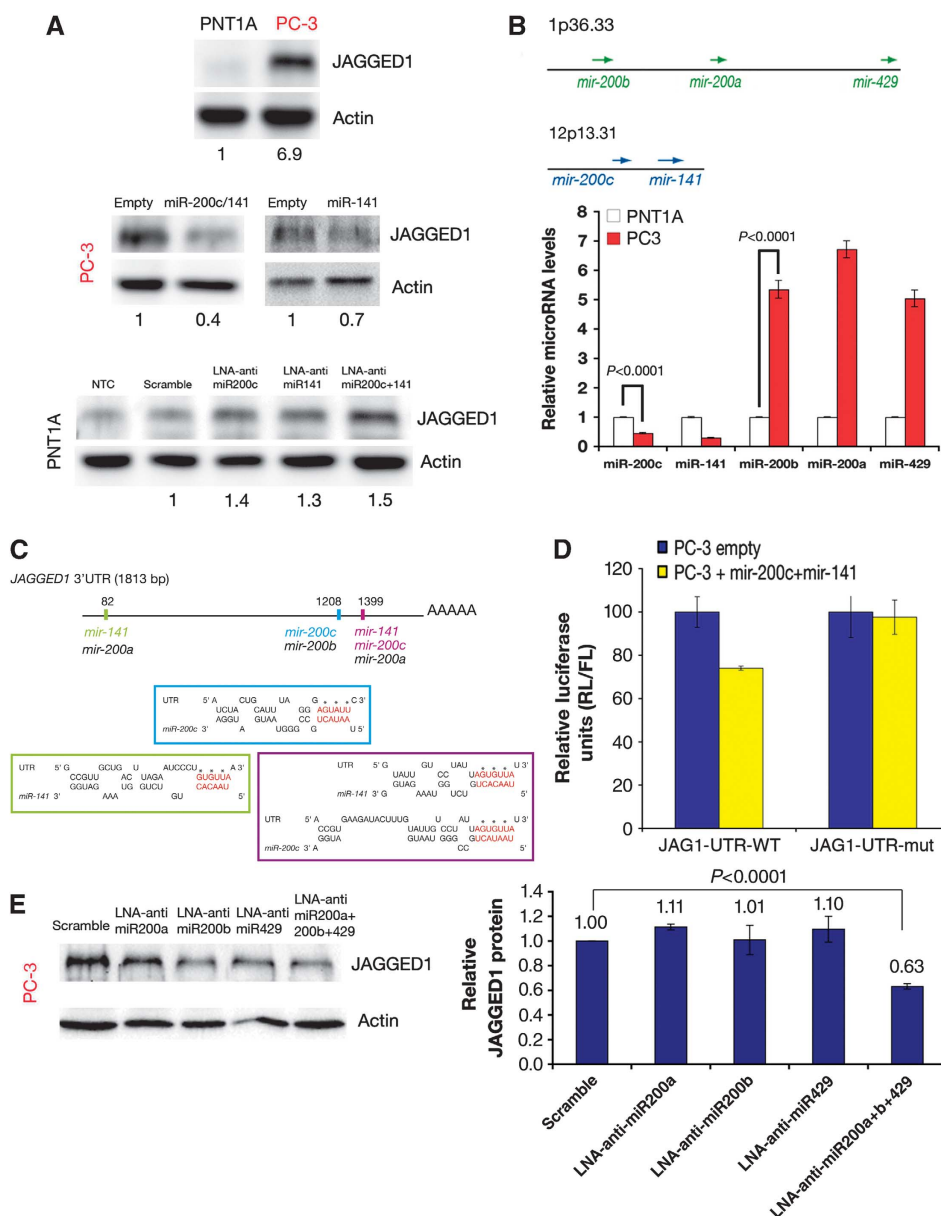 A
PNT1A PC-3
JAGGED1
Actin
1 6.9
Empty miR-200c/141 Empty miR-141
JAGGED1
PC-3
Actin
1 0.4 1 0.7
NTC Scramble LNA-anti miR200c LNA-anti miR141 LNA-anti miR200c+141
JAGGED1
PNT1A
Actin
1 1.4 1.3 1.5
B
1p36.33
mir-200b mir-200a mir-429
12p13.31
mir-200c mir-141
PNT1A
PC3
P<0.0001
P<0.0001
Relative microRNA levels
8
7
6
5
4
3
2
1
0
miR-200c miR-141 miR-200b miR-200a miR-429
C
JAGGED1 3'UTR (1813 bp)
82 1208 1399
AAAAA
mir-141 mir-200c mir-141
mir-200a mir-200b mir-200c
mir-200a
UTR 5' A CUG UA G * * * C 3'
UCUA CAUU GG AGUAUU
AGGU GUAA CC UCAUAA
miR-200c 3' A UGGG G U 5'
UTR 5' G GCUG U AUCCCU * * * A 3'
CCGUU AC UAGA GUGUUA
GGUAG UG GUCU CACAAU
miR-141 3' AAA GU 5'
UTR 5' G GU UAU * * * U 3'
UAUU CC U AGUGUUA
GUAG GG G UCACAAU
miR-141 3' G AAAU UCU 5'
UTR 5' A GAAGAUACUUUG U AU * * * U 3'
CCGU UAUUG CCU U AGUGUUA
GGUA GUAAU GGG G UCAUAAU
miR-200c 3' A CC 5'
D
PC-3 empty
PC-3 + mir-200c+mir-141
Relative luciferase
units (RL/FL)
120
100
80
60
40
20
0
JAG1-UTR-WT JAG1-UTR-mut
E
Scramble LNA-anti miR200a LNA-anti miR200b LNA-anti miR429 LNA-anti miR200a+ 200b+429
JAGGED1
PC-3
Actin
P<0.0001
Relative
JAGGED1 protein
1.4
1.2
1.0
0.8
0.6
0.4
0.2
0.0
1.00 1.11 1.01 1.10 0.63
Scramble
LNA-anti-miR200a
LNA-anti-miR200b
LNA-anti-miR429
LNA-anti-miR200a+b+429